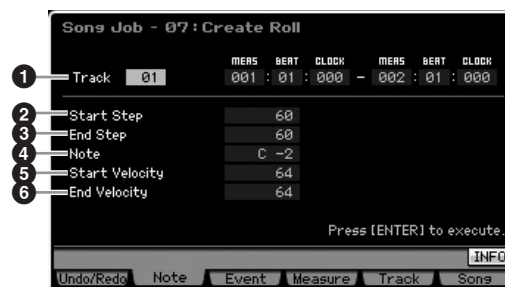 Song Job - 07:Create Roll
MEAS BEAT CLOCK MEAS BEAT CLOCK
1 Track 01 001 : 01 : 000 - 002 : 01 : 000
2 Start Step 60
3 End Step 60
4 Note C -2
5 Start Velocity 64
6 End Velocity 64
Press [ENTER] to execute.
INFO
Undo/Redo Note Event Measure Track Song